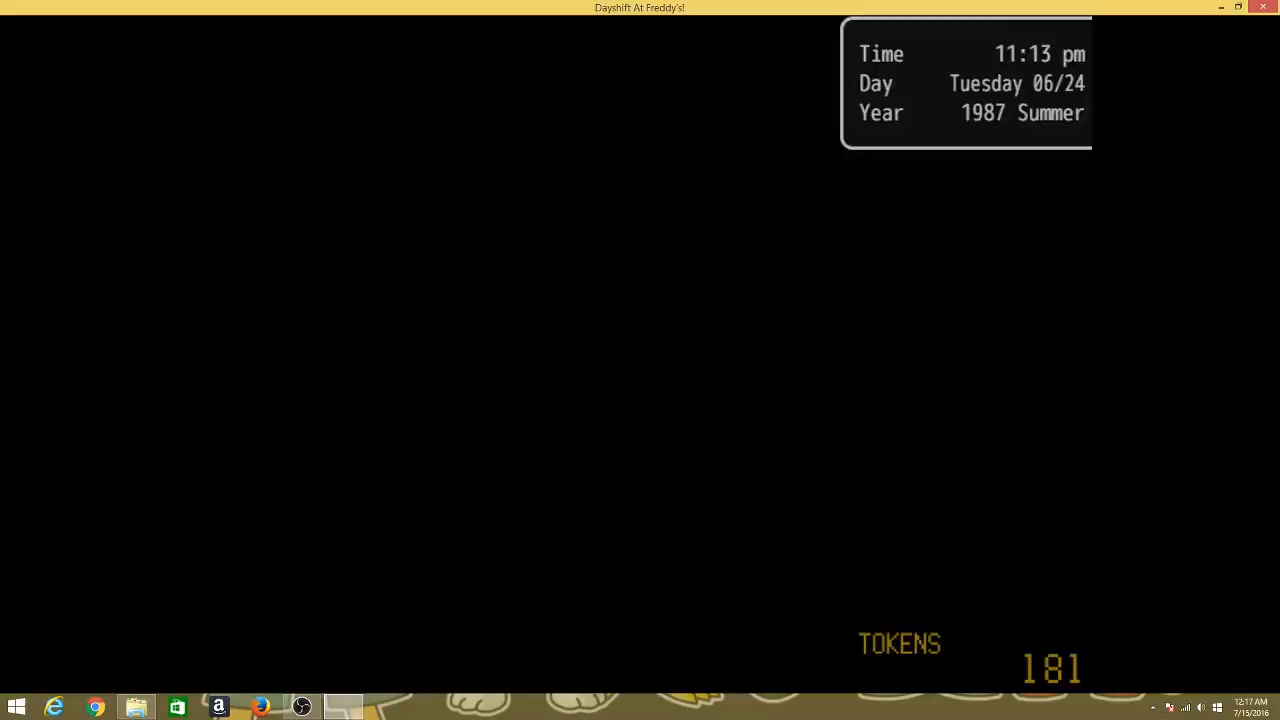 Dayshift At Freddy's!
Time 11:13 pm
Day Tuesday 06/24
Year 1987 Summer
TOKENS
181
12:17 AM
7/15/2016